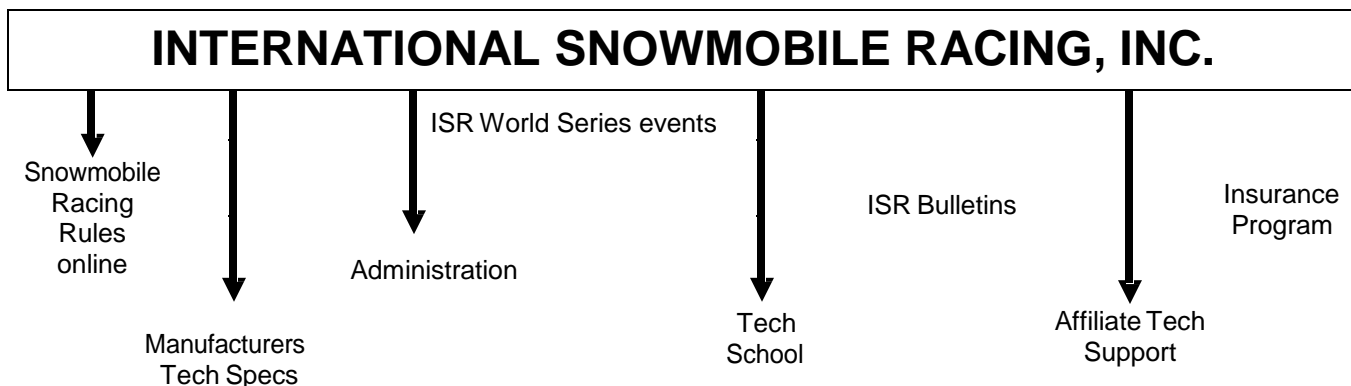 INTERNATIONAL SNOWMOBILE RACING, INC.
ISR World Series events
Snowmobile
Racing
Rules
online
ISR Bulletins
Insurance
Program
Administration
Manufacturers
Tech Specs
Tech
School
Affiliate Tech
Support